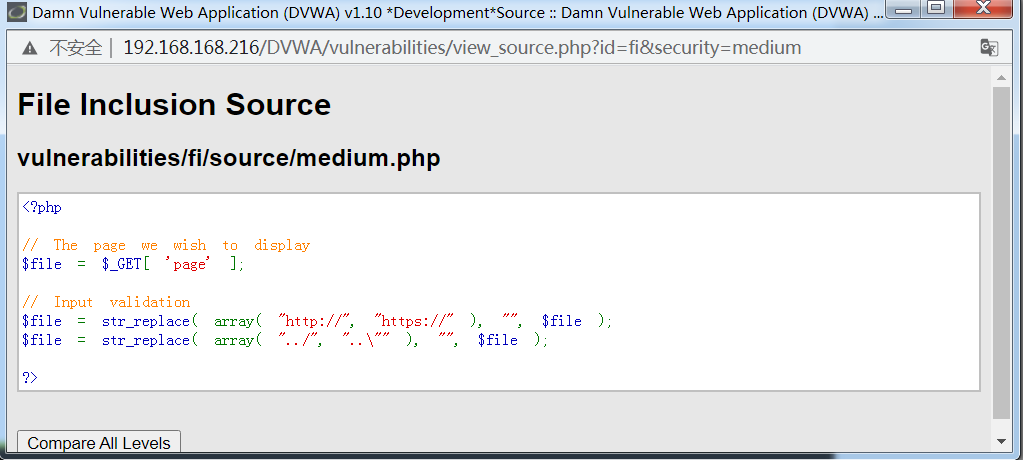 Damn Vulnerable Web Application (DVWA) v1.10 *Development*Source :: Damn Vulnerable Web Application (DVWA) ...
不安全 | 192.168.168.216/DVWA/vulnerabilities/view_source.php?id=fi&security=medium
File Inclusion Source
vulnerabilities/fi/source/medium.php
<?php
// The page we wish to display
$file = $_GET[ 'page' ];
// Input validation
$file = str_replace( array( "http://", "https://" ), "", $file );
$file = str_replace( array( "../", "..\"" ), "", $file );
?>
Compare All Levels